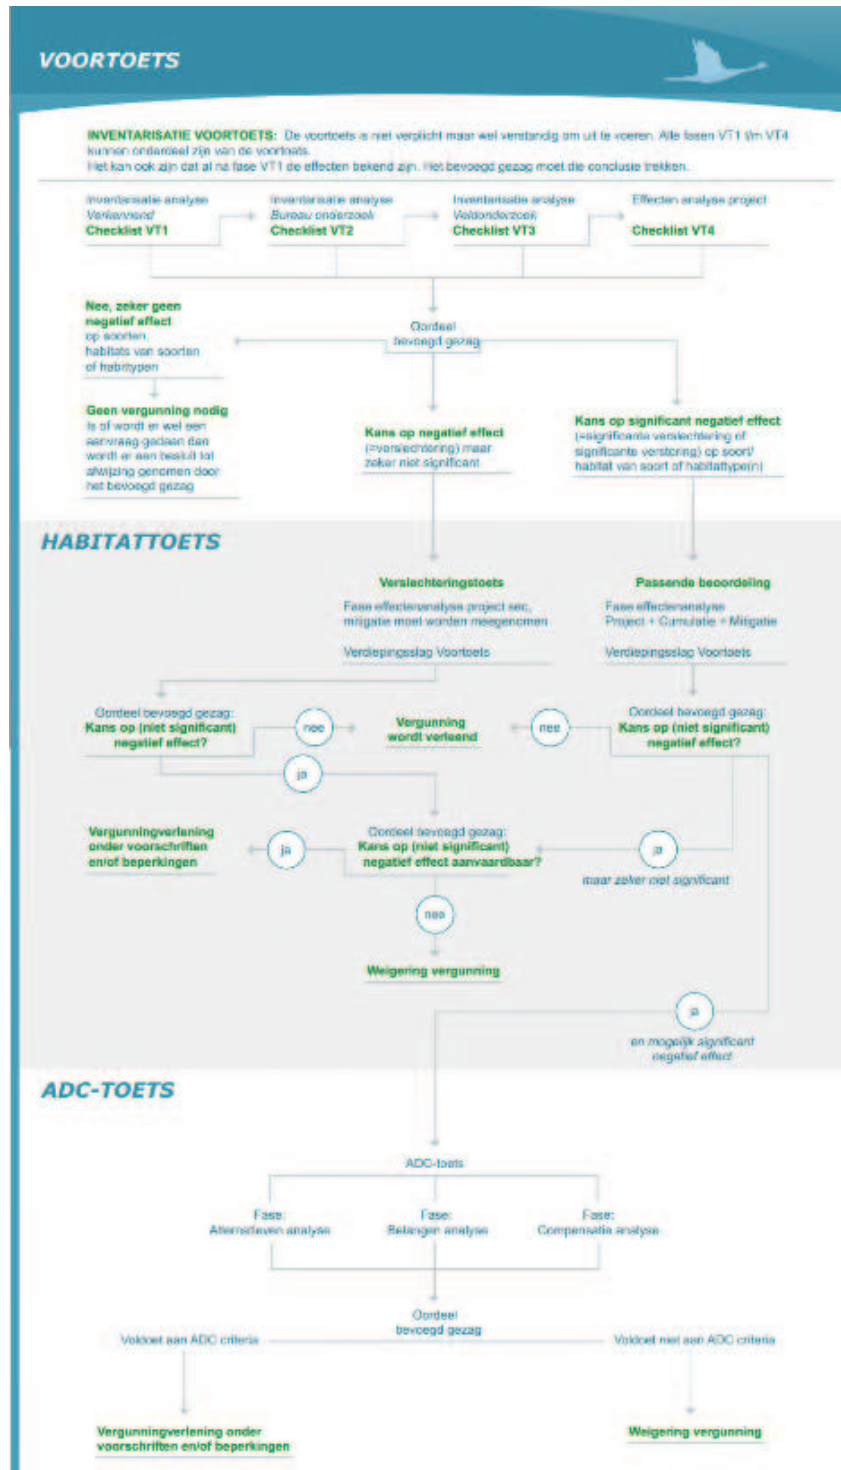 VOORTOETS
INVENTARISATIE VOORTOETS: De voortoets is niet verplicht maar wel verstandig om uit te voeren. Alle fasen VT1 t/m VT4
kunnen onderdeel zijn van de voortoets.
Het kan ook zijn dat al na fase VT1 de effecten bekend zijn. Het bevoegd gezag moet die conclusie trekken.
Inventarisatie analyse
Verkennend
Checklist VT1
Inventarisatie analyse
Bureau onderzoek
Checklist VT2
Inventarisatie analyse
Veldonderzoek
Checklist VT3
Effecten analyse project
Checklist VT4
Nee, zeker geen
negatief effect
op soorten,
habitats van soorten
of habitypen
Oordeel
bevoegd gezag
Geen vergunning nodig
Is of wordt er wel een
aanvraag gedaan dan
wordt er een besluit tot
afwijzing genomen door
het bevoegd gezag
Kans op negatief effect
(=verslechtering) maar
zeker niet significant
Kans op significant negatief effect
(=significante verslechtering of
significante verstoring) op soort/
habitat van soort of habitattype(n)
HABITATTOETS
Verslechteringstoets
Fase effectenanalyse project sec,
mitigatie moet worden meegenomen
Verdiepingsslag Voortoets
Passende beoordeling
Fase effectenanalyse
Project + Cumulatie + Mitigatie
Verdiepingsslag Voortoets
Oordeel bevoegd gezag:
Kans op (niet significant)
negatief effect?
nee
Vergunning
wordt verleend
nee
Oordeel bevoegd gezag:
Kans op (niet significant)
negatief effect?
ja
Vergunningverlening
onder voorschriften
en/of beperkingen
ja
Oordeel bevoegd gezag:
Kans op (niet significant)
negatief effect aanvaardbaar?
ja
maar zeker niet significant
nee
Weigering vergunning
ja
en mogelijk significant
negatief effect
ADC-TOETS
ADC-toets
Fase:
Alternatieven analyse
Fase:
Belangen analyse
Fase:
Compensatie analyse
Oordeel
bevoegd gezag
Voldoet aan ADC criteria
Voldoet niet aan ADC criteria
Vergunningverlening onder
voorschriften en/of beperkingen
Weigering vergunning